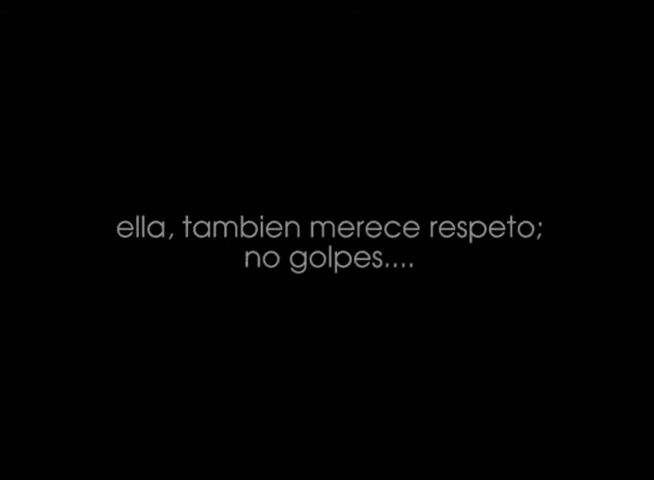 ella, tambien merece respeto;
no golpes....